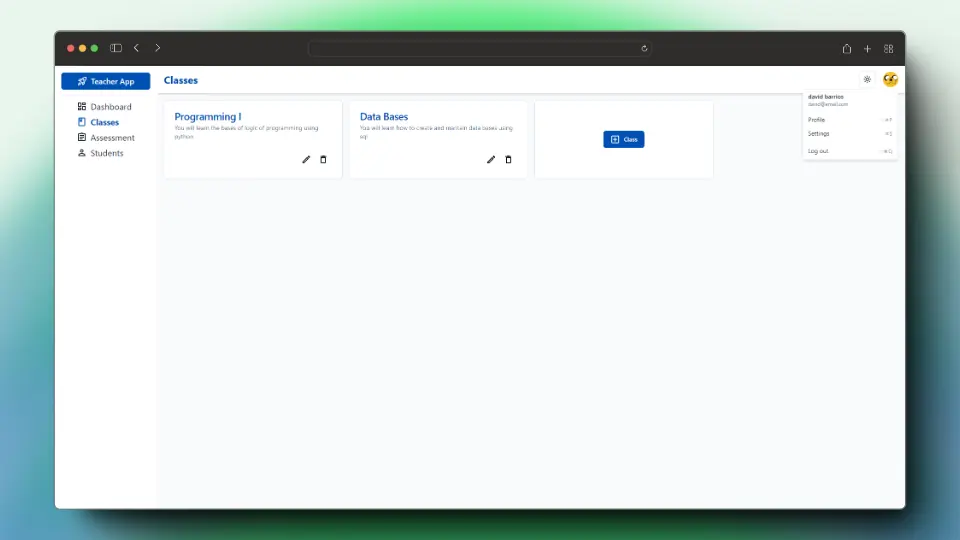 Teacher App
Classes
Dashboard
Classes
Assessment
Students
Programming I
You will learn the bases of logic of programming using
python
Data Bases
You will learn how to create and maintain data bases using
sql
Class
david barrios
david@email.com
Profile
Settings
Log out